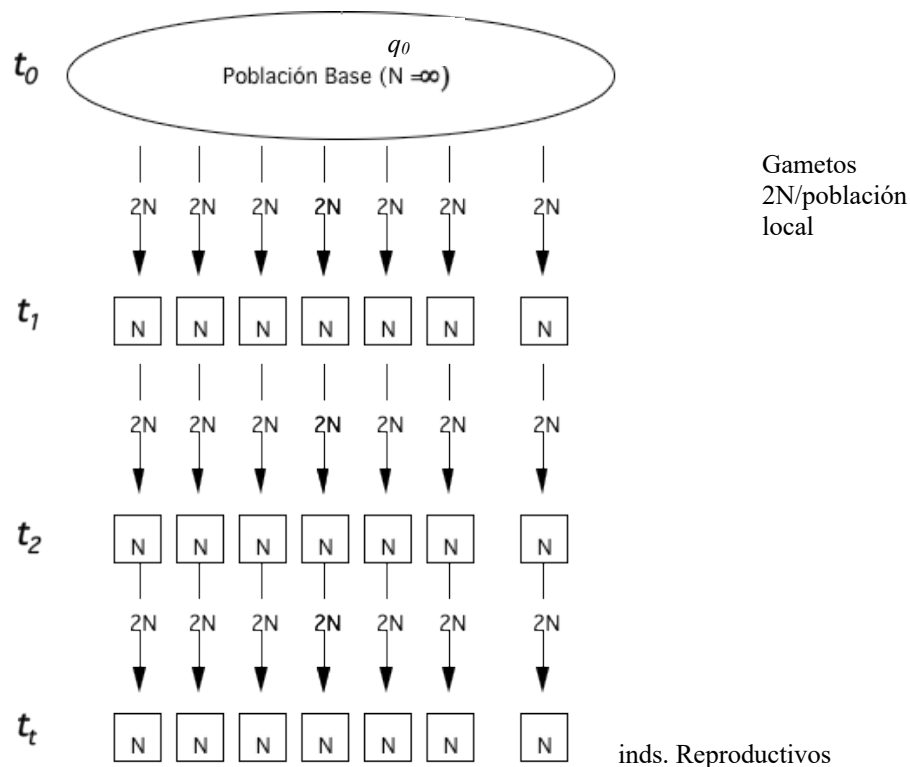 q0
t0
Población Base (N =∞)
Gametos
2N/población
local
2N 2N 2N 2N 2N 2N 2N
t1
N N N N N N N
2N 2N 2N 2N 2N 2N 2N
t2
N N N N N N N
2N 2N 2N 2N 2N 2N 2N
tt
N N N N N N N
inds. Reproductivos